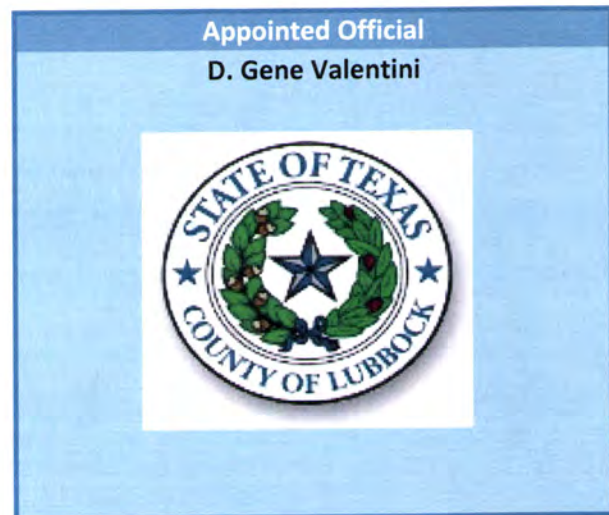 Appointed Official
D. Gene Valentini
STATE OF TEXAS
COUNTY OF LUBBOCK